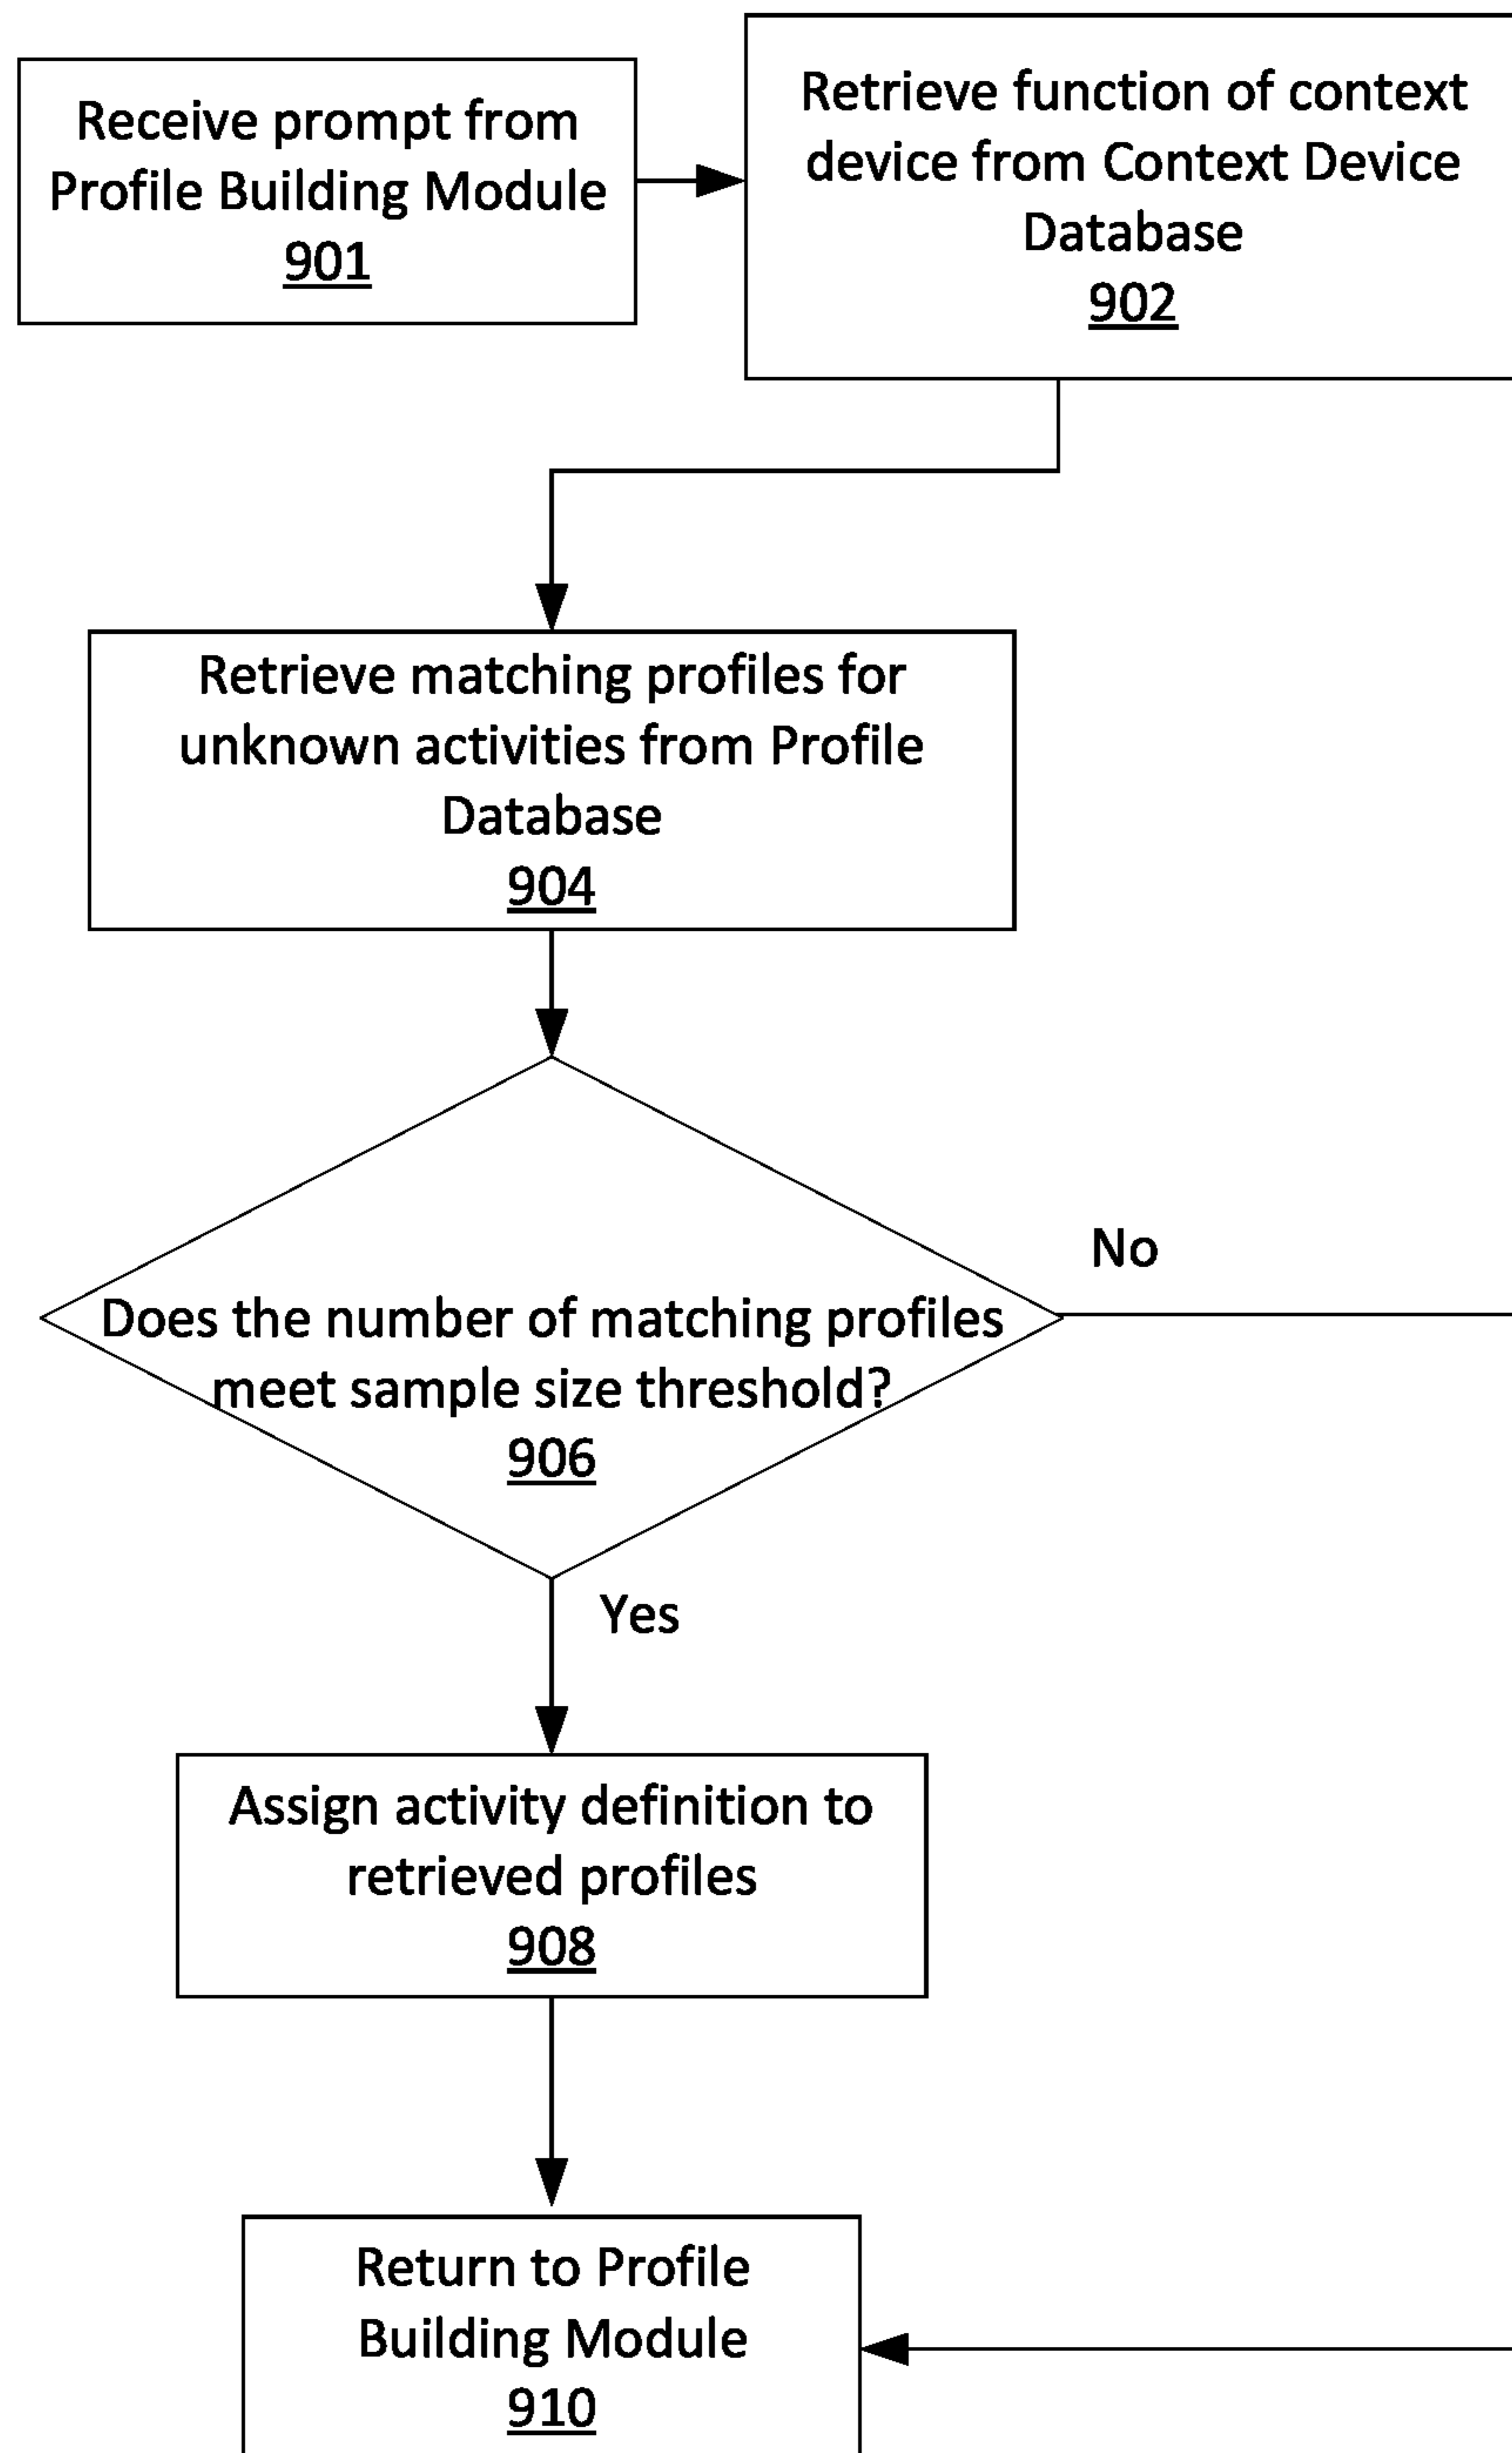 Receive prompt from
Profile Building Module
901
Retrieve function of context
device from Context Device
Database
902
Retrieve matching profiles for
unknown activities from Profile
Database
904
Does the number of matching profiles
meet sample size threshold?
906
No
Yes
Assign activity definition to
retrieved profiles
908
Return to Profile
Building Module
910